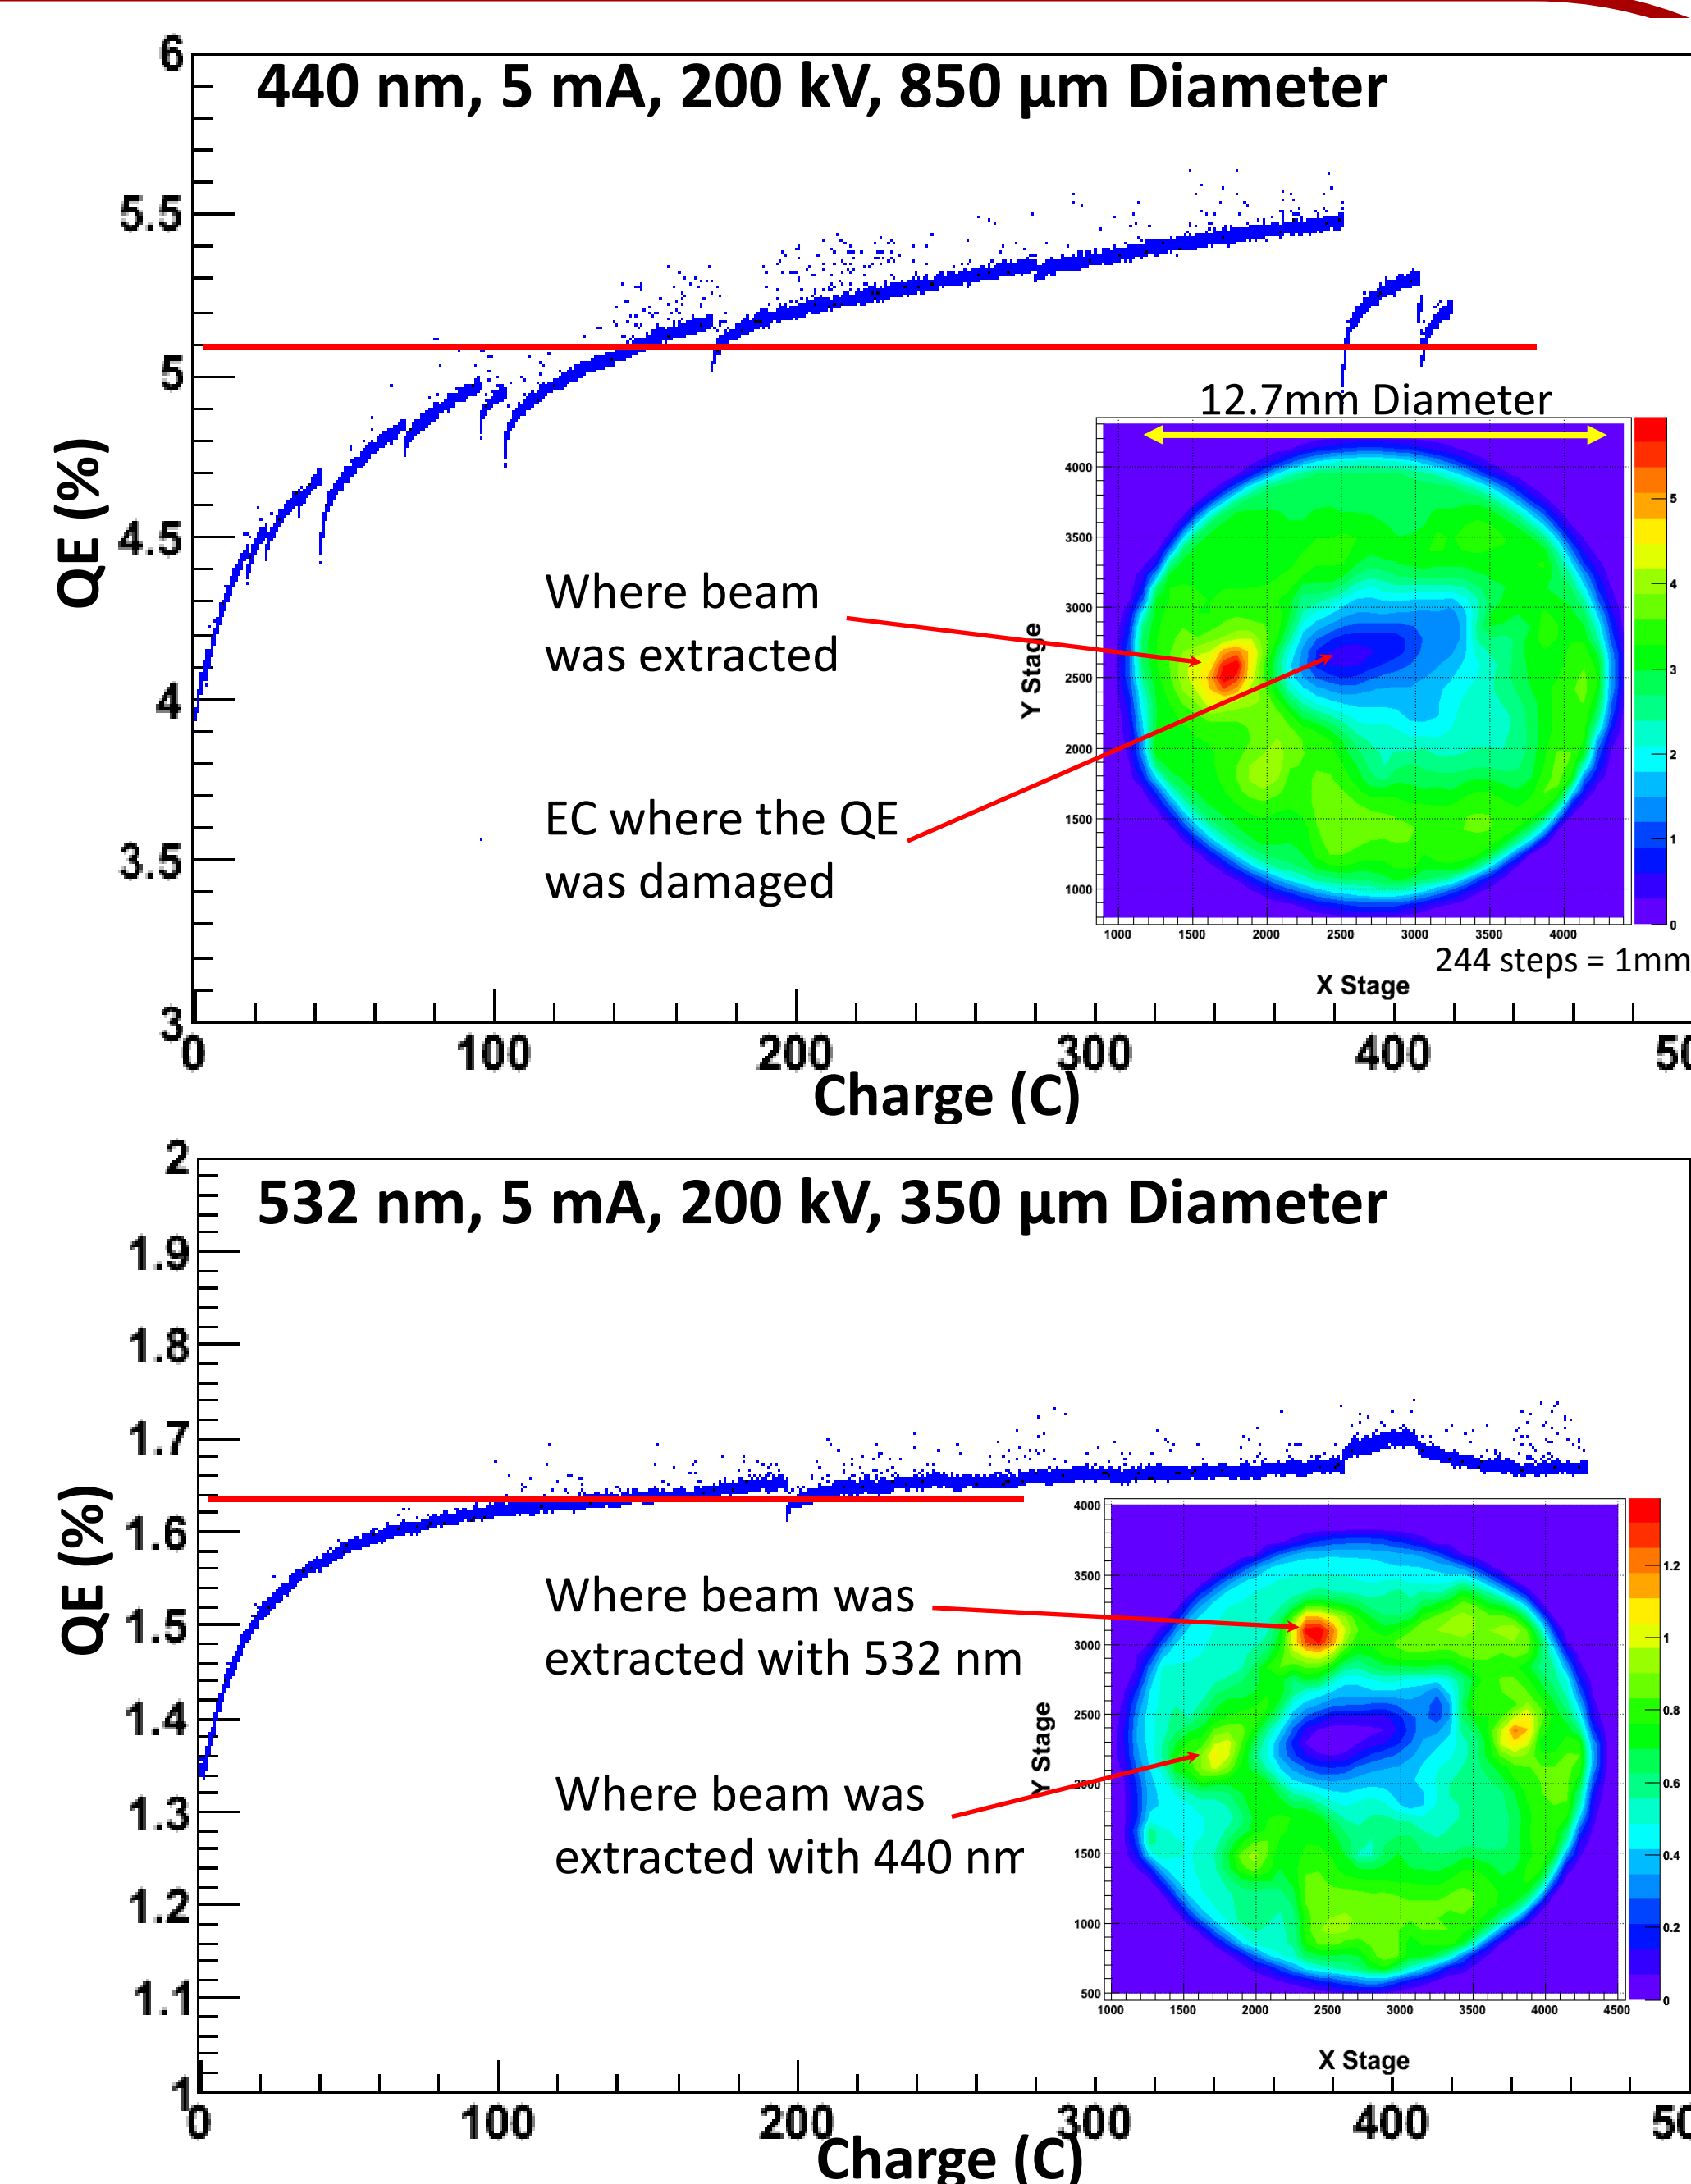 440 nm, 5 mA, 200 kV, 850 µm Diameter
6
5.5
5
4.5
4
3.5
3
QE (%)
0 100 200 300 400
Charge (C)
Where beam
was extracted
EC where the QE
was damaged
12.7mm Diameter
4000
3500
3000
2500
2000
1500
1000
Y Stage
1000 1500 2000 2500 3000 3500 4000
X Stage
5
4
3
2
1
0
244 steps = 1mm
532 nm, 5 mA, 200 kV, 350 µm Diameter
2
1.9
1.8
1.7
1.6
1.5
1.4
1.3
1.2
1.1
1
QE (%)
0 100 200 300 400
Charge (C)
Where beam was
extracted with 532 nm
Where beam was
extracted with 440 nm
4000
3500
3000
2500
2000
1500
1000
500
Y Stage
1000 1500 2000 2500 3000 3500 4000 4500
X Stage
1.2
1
0.8
0.6
0.4
0.2
0